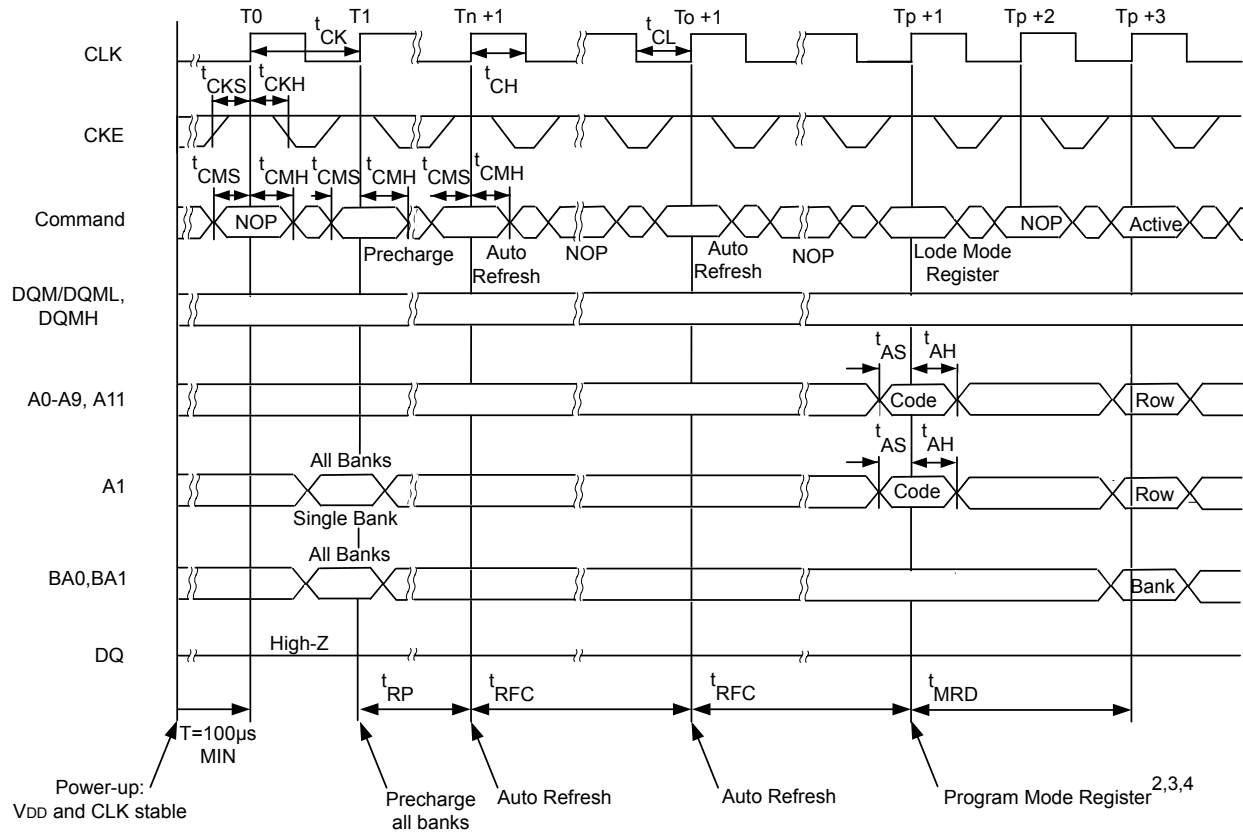 T0 T1 Tn +1 To +1 Tp +1 Tp +2 Tp +3
tCK tCL
CLK
tCKS tCKH tCH
CKE
tCMS tCMH tCMS tCMH tCMS tCMH
Command NOP NOP Active
Precharge Auto Refresh NOP Auto Refresh NOP Lode Mode Register
DQM/DQML,
DQMH
tAS tAH
A0-A9, A11 Code Row
tAS tAH
All Banks
A1 Code Row
Single Bank
All Banks
BA0,BA1 Bank
High-Z
DQ
tRP tRFC tRFC tMRD
T=100µs
MIN
Power-up:
VDD and CLK stable
Precharge
all banks
Auto Refresh
Auto Refresh
Program Mode Register2,3,4